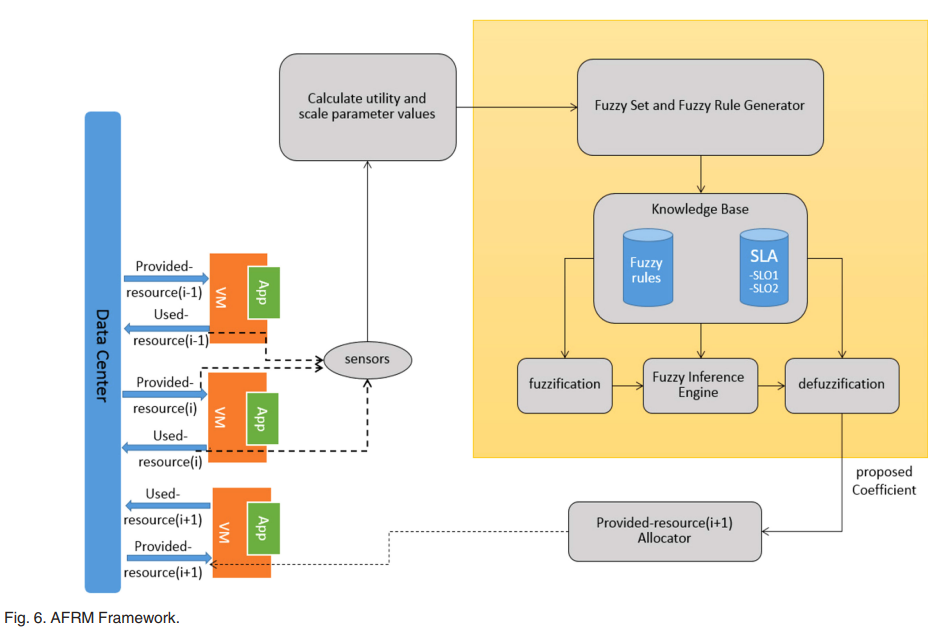 Calculate utility and
scale parameter values
Fuzzy Set and Fuzzy Rule Generator
Knowledge Base
Fuzzy
rules
SLA
-SLO1
-SLO2
fuzzification
Fuzzy Inference
Engine
defuzzification
proposed
Coefficient
Provided-resource(i+1)
Allocator
sensors
Data Center
Provided-
resource(i-1)
Used-
resource(i-1)
VM
App
Provided-
resource(i)
Used-
resource(i)
VM
App
Used-
resource(i+1)
Provided-
resource(i+1)
VM
App
Fig. 6. AFRM Framework.